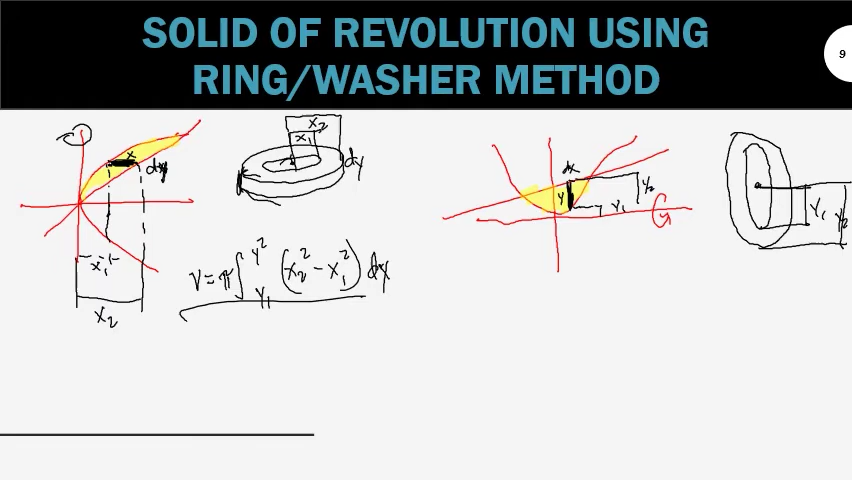 SOLID OF REVOLUTION USING
RING/WASHER METHOD
9
x
dy
x₁
x₂
x₂
x₁
dy
V = π ∫ y₁ y² (x₂² − x₁²) dy
dx
y
y₁
y₂
y₁
y₂